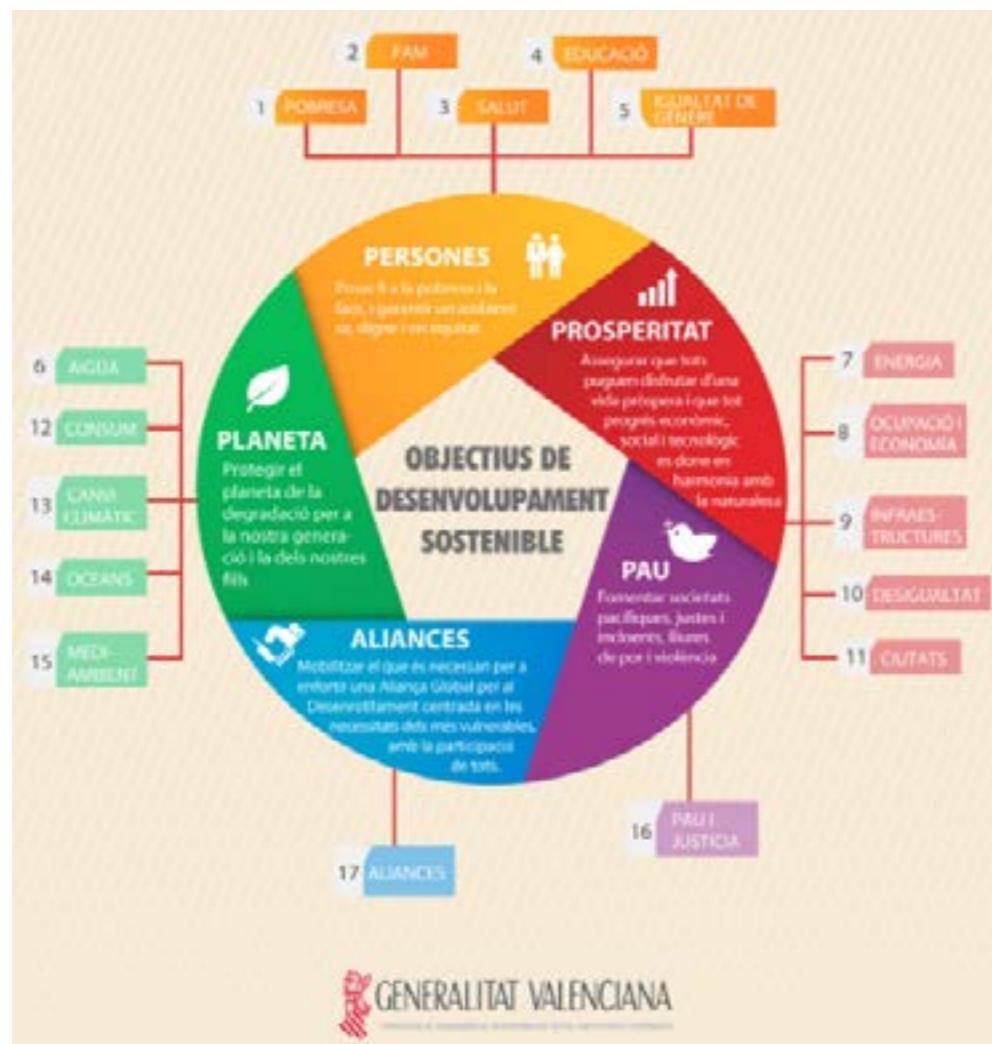 2 FAM
4 EDUCACIÓ
1 POBRESA
3 SALUT
5 IGUALTAT DE
GÈNERE
PERSONES
Posar fi a la pobresa i la
fam, i garantir un ambient
sa, digne i en equitat
PROSPERITAT
Assegurar que tots
puguem disfrutar d'una
vida pròspera i que tot
progrés econòmic,
social i tecnològic
es done en
harmonia amb
la naturalesa
6 AIGUA
12 CONSUM
13 CANVI
CLIMÀTIC
14 OCEANS
15 MEDI-
AMBIENT
PLANETA
Protegir el
planeta de la
degradació per a
la nostra genera-
ció i la dels nostres
fills
OBJECTIUS DE
DESENVOLUPAMENT
SOSTENIBLE
7 ENERGIA
8 OCUPACIÓ I
ECONOMÍA
9 INFRAES-
TRUCTURES
10 DESIGUALTAT
11 CIUTATS
PAU
Fomentar societats
pacífiques, justes i
incloents, lliures
de por i violència
ALIANCES
Mobilitzar el que és necessari per a
enfortir una Aliança Global per al
centrada en les
necessitats dels més vulnerables,
amb la participació
de tots.
16 PAU I
JUSTICIA
17 ALIANCES
GENERALITAT VALENCIANA